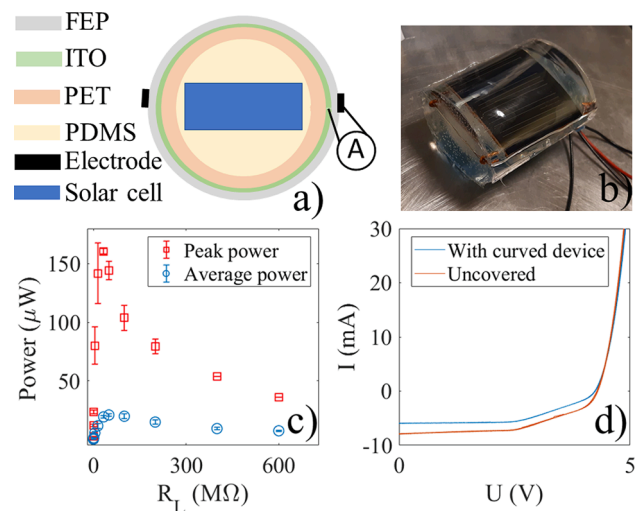 FEP
ITO
PET
PDMS
Electrode
Solar cell
A
a)
b)
Peak power
Average power
Power (μW)
150
100
50
0
300
600
R_L (MΩ)
c)
With curved device
Uncovered
I (mA)
30
20
10
0
-10
0
5
U (V)
d)